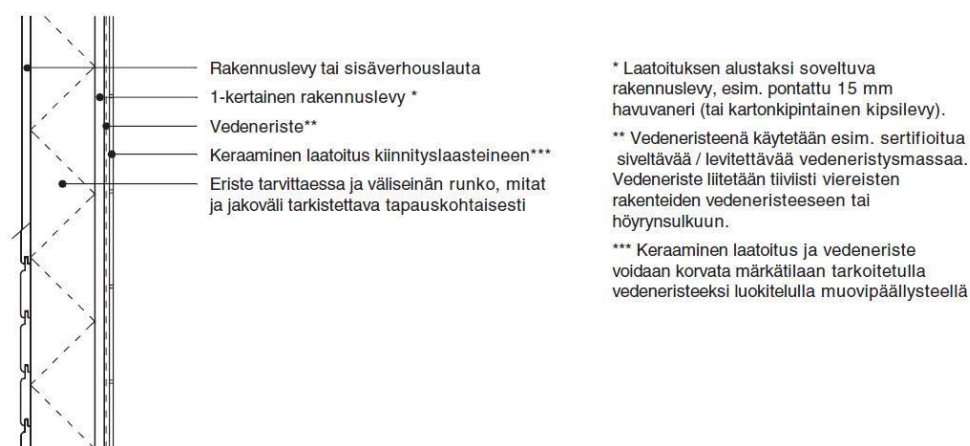 Rakennuslevy tai sisäverhouslauta
1-kertainen rakennuslevy *
Vedeneriste**
Keraaminen laatoitus kiinnityslaasteineen***
Eriste tarvittaessa ja väliseinän runko, mitat
ja jakoväli tarkistettava tapauskohtaisesti
* Laatoituksen alustaksi soveltuva
rakennuslevy, esim. pontattu 15 mm
havuvaneri (tai kartonkipintainen kipsilevy).
** Vedeneristeenä käytetään esim. sertifioitua
siveltävää / levitettävää vedeneristysmassaa.
Vedeneriste liitetään tiiviisti viereisten
rakenteiden vedeneristeeseen tai
höyrynsulkuun.
*** Keraaminen laatoitus ja vedeneriste
voidaan korvata märkätilaan tarkoitetulla
vedeneristeeksi luokitelulla muovipäällysteellä